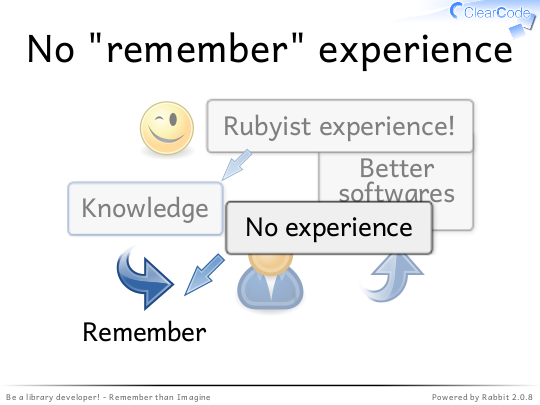 ClearCode
No "remember" experience
Rubyist experience!
Better
softwares
Knowledge
No experience
Remember
Be a library developer! - Remember than Imagine
Powered by Rabbit 2.0.8